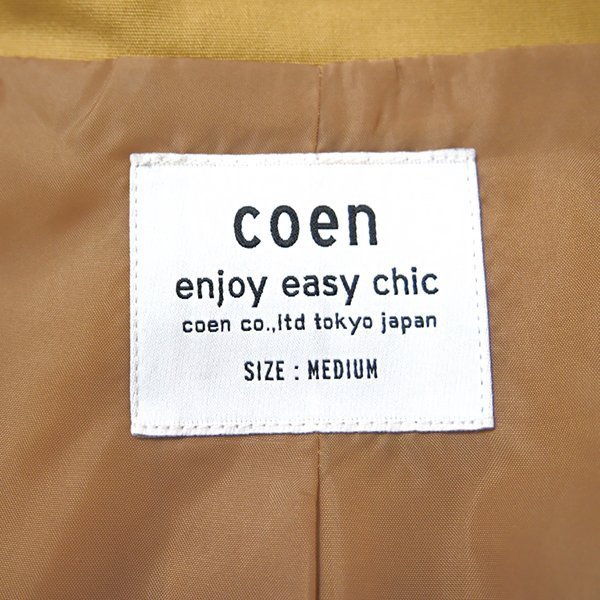 coen
enjoy easy chic
coen co.,ltd tokyo japan
SIZE : MEDIUM